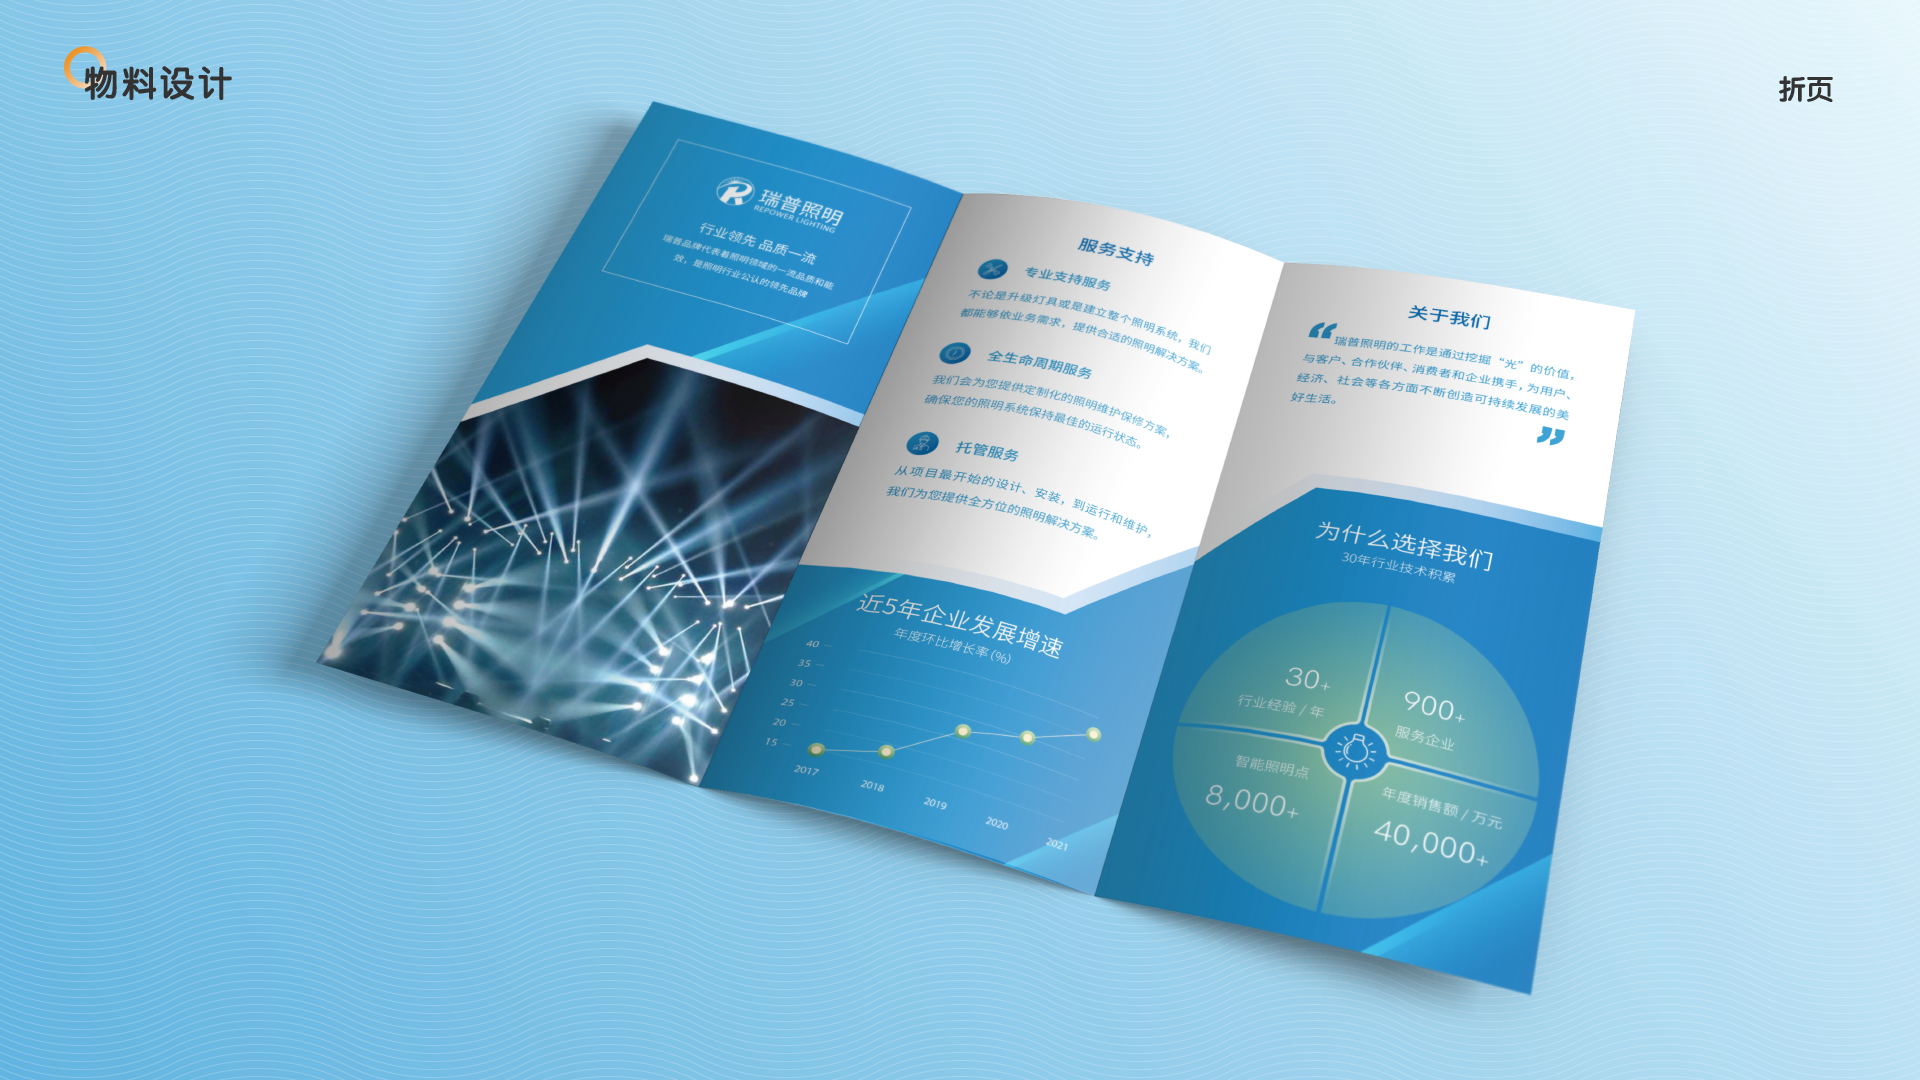 物料设计
折页
瑞普照明
REPOWER LIGHTING
行业领先 品质一流
瑞普品牌代表着照明领域的一流品质和能
效，是照明行业公认的领先品牌
服务支持
专业支持服务
不论是升级灯具或是建立整个照明系统，我们
都能够依业务需求，提供合适的照明解决方案。
全生命周期服务
我们会为您提供定制化的照明维护保修方案，
确保您的照明系统保持最佳的运行状态。
托管服务
从项目最开始的设计、安装，到运行和维护，
我们为您提供全方位的照明解决方案。
近5年企业发展增速
年度环比增长率 (%)
40
35
30
25
20
15
2017
2018
2019
2020
2021
关于我们
“瑞普照明的工作是通过挖掘“光”的价值，
与客户、合作伙伴、消费者和企业携手，为用户、
经济、社会等各方面不断创造可持续发展的美
好生活。
”
为什么选择我们
30年行业技术积累
30+
行业经验 / 年
900+
服务企业
智能照明点
8,000+
年度销售额 / 万元
40,000+